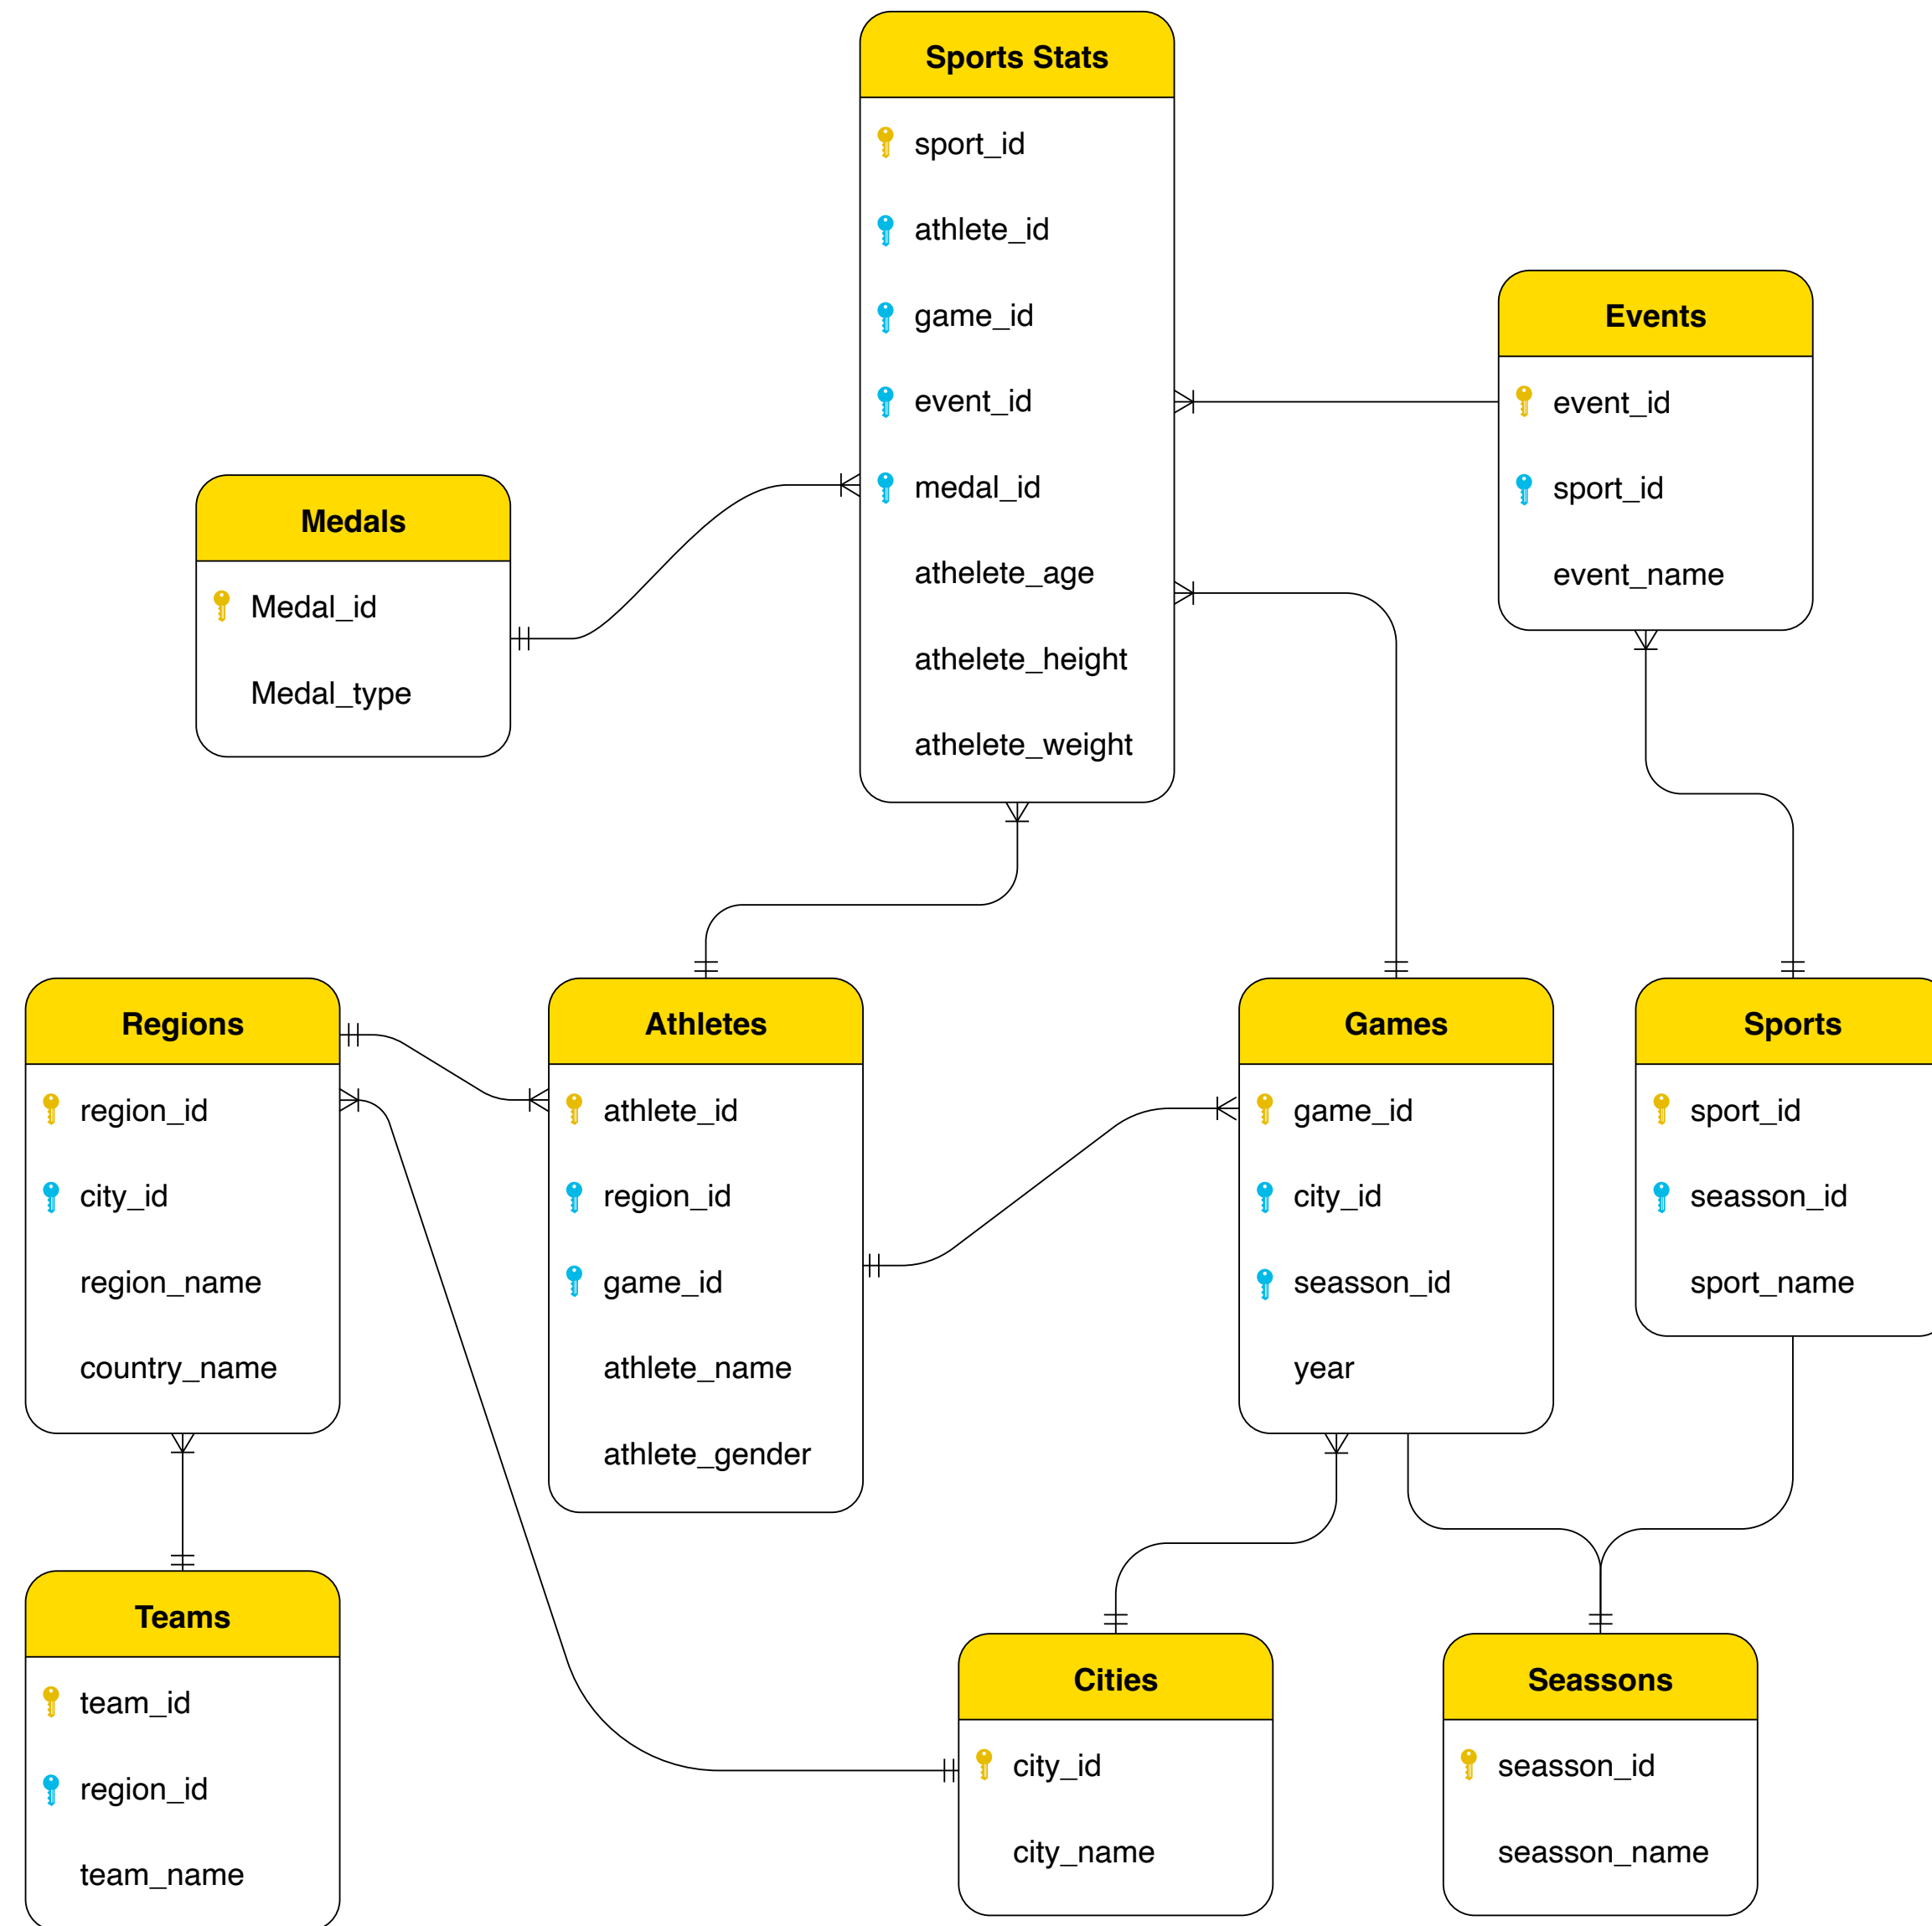 Sports Stats
sport_id
athlete_id
game_id
event_id
medal_id
athelete_age
athelete_height
athelete_weight
Events
event_id
sport_id
event_name
Medals
Medal_id
Medal_type
Regions
region_id
city_id
region_name
country_name
Athletes
athlete_id
region_id
game_id
athlete_name
athlete_gender
Games
game_id
city_id
seasson_id
year
Sports
sport_id
seasson_id
sport_name
Teams
team_id
region_id
team_name
Cities
city_id
city_name
Seassons
seasson_id
seasson_name